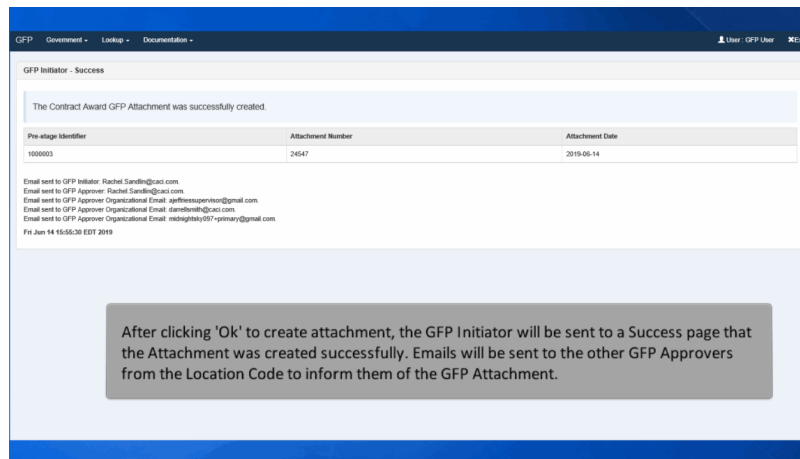 GFP Government Lookup Documentation User : GFP User
GFP Initiator - Success
The Contract Award GFP Attachment was successfully created.
Pre-stage Identifier Attachment Number Attachment Date
1000003 24547 2019-06-14
Email sent to GFP Initiator: Rachel.Sandlin@caci.com.
Email sent to GFP Approver: Rachel.Sandlin@caci.com.
Email sent to GFP Approver Organizational Email: ajeffriessupervisor@gmail.com.
Email sent to GFP Approver Organizational Email: darrellsmith@caci.com.
Email sent to GFP Approver Organizational Email: midnightsky097+primary@gmail.com.
Fri Jun 14 15:55:30 EDT 2019
After clicking 'Ok' to create attachment, the GFP Initiator will be sent to a Success page that
the Attachment was created successfully. Emails will be sent to the other GFP Approvers
from the Location Code to inform them of the GFP Attachment.